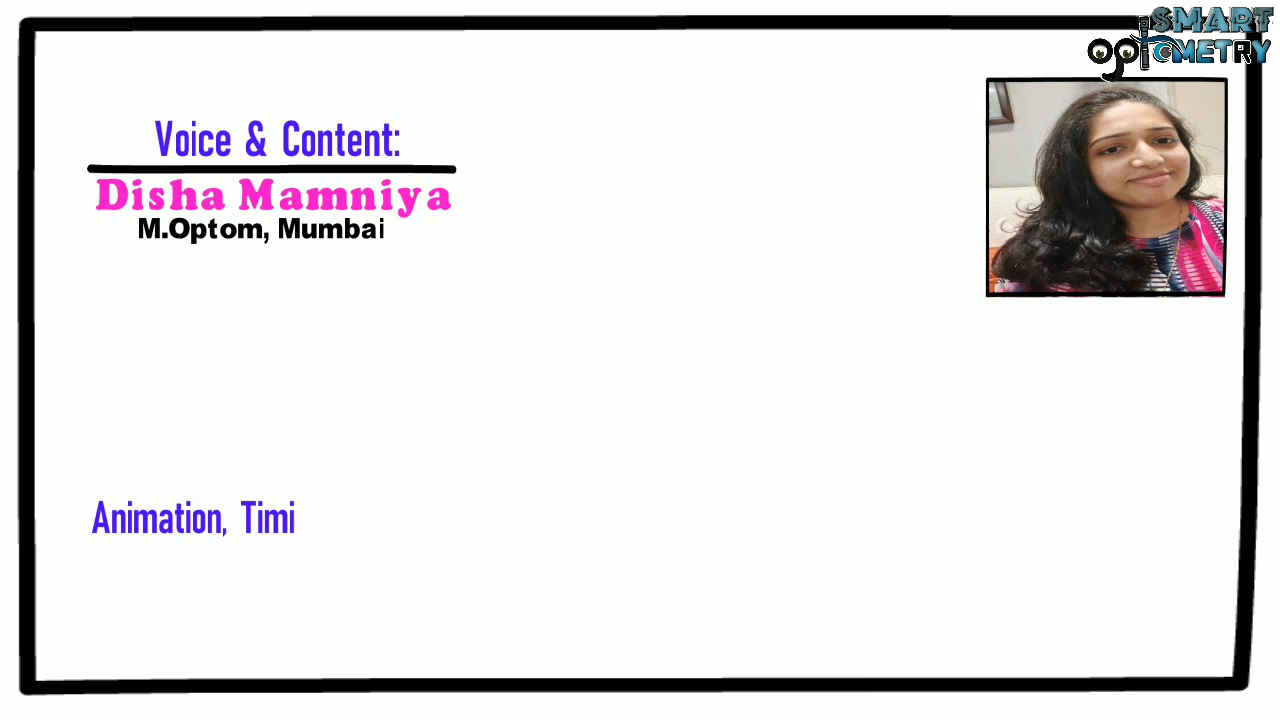 SMART
OPTOMETRY
Voice & Content:
Disha Mamniya
M.Optom, Mumbai
Animation, Timi